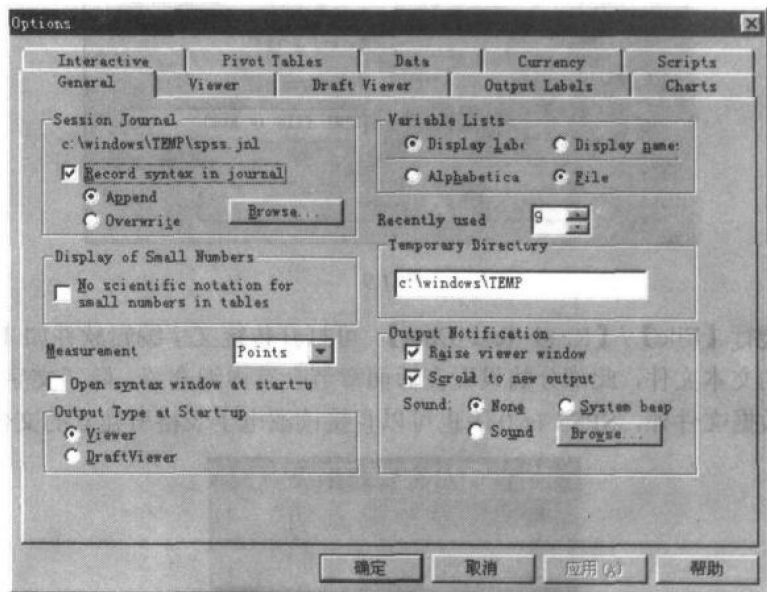 Options
Interactive
Pivot Tables
Data
Currency
Scripts
General
Viewer
Draft Viewer
Output Labels
Charts
Session Journal
c:\windows\TEMP\spss.jnl
Record syntax in journal
Append
Overwrite
Browse...
Display of Small Numbers
No scientific notation for
small numbers in tables
Measurement
Points
Open syntax window at start-u
Output Type at Start-up
Viewer
DraftViewer
Variable Lists
Display labe
Display name:
Alphabetica
File
Recently used
9
Temporary Directory
c:\windows\TEMP
Output Notification
Raise viewer window
Scroll to new output
Sound:
None
System beep
Sound
Browse...
确定
取消
应用(A)
帮助